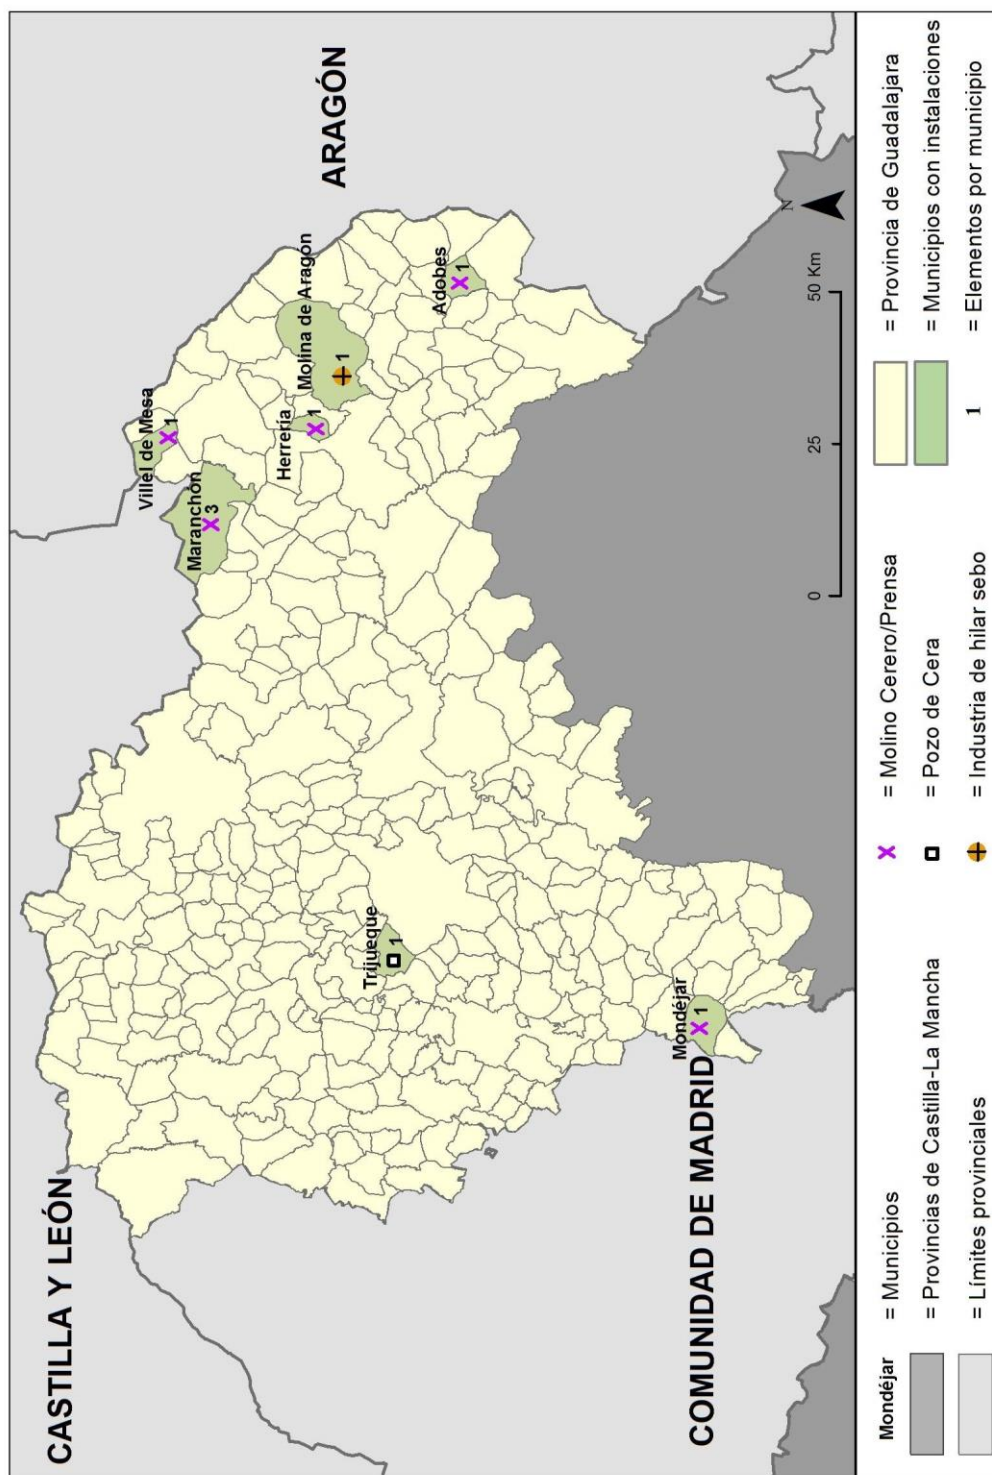 CASTILLA Y LEÓN
ARAGÓN
COMUNIDAD DE MADRID
Villel de Mesa
1
Maranchón
3
Herrería
1
Molina de Aragón
1
Adobes
1
Trijueque
1
Mondéjar
1
N
0 25 50 Km
Mondéjar = Municipios
= Provincias de Castilla-La Mancha
= Límites provinciales
= Molino Cerero/Prensa
= Pozo de Cera
= Industria de hilar sebo
= Provincia de Guadalajara
= Municipios con instalaciones
1 = Elementos por municipio